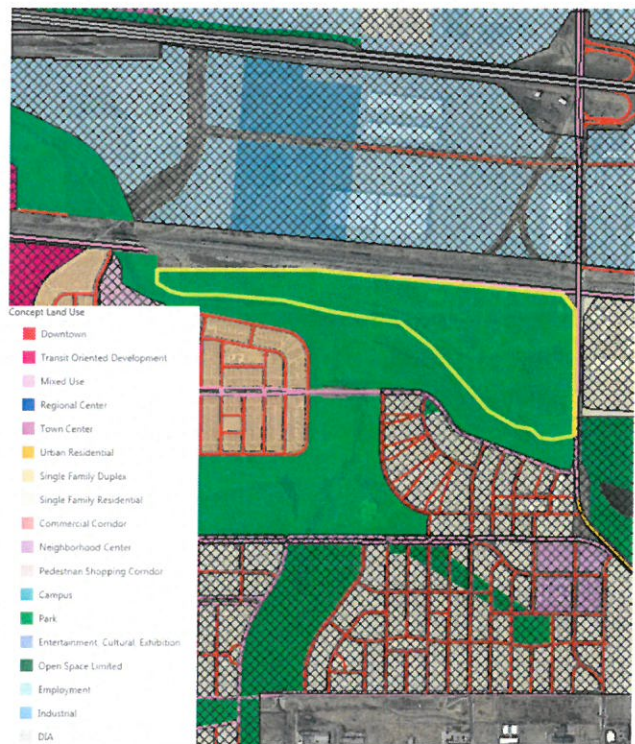 Concept Land Use
Downtown
Transit Oriented Development
Mixed Use
Regional Center
Town Center
Urban Residential
Single Family Duplex
Single Family Residential
Commercial Corridor
Neighborhood Center
Pedestrian Shopping Corridor
Campus
Park
Entertainment, Cultural, Exhibition
Open Space Limited
Employment
Industrial
DIA